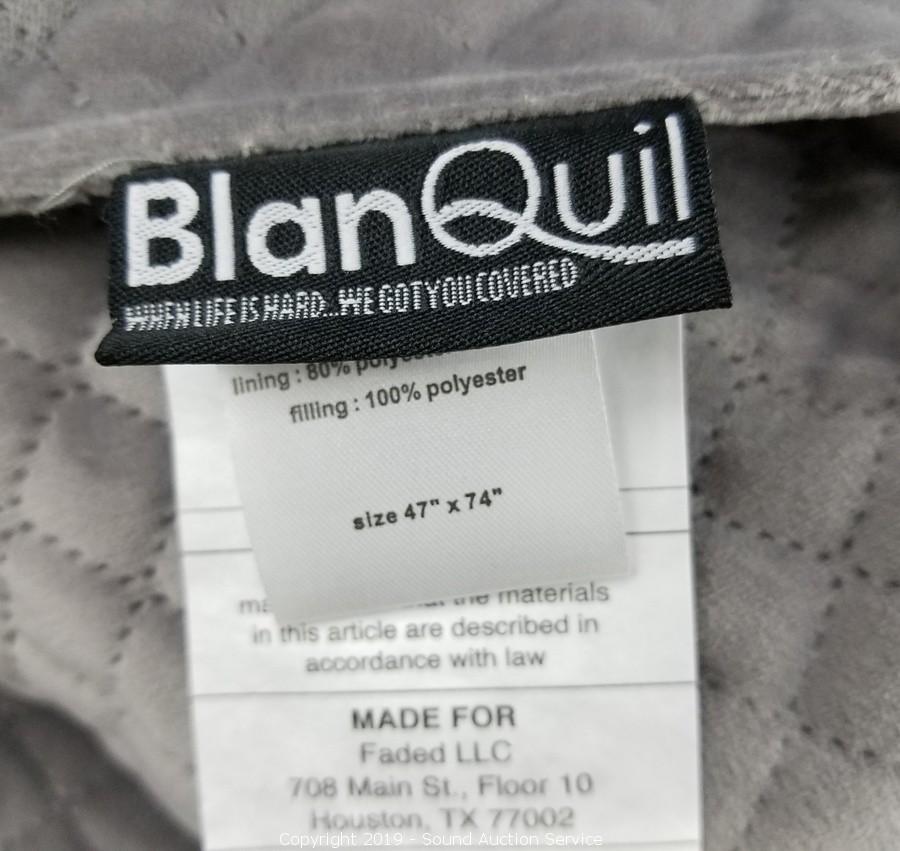 BlanQuil
WHEN LIFE IS HARD... WE GOT YOU COVERED
lining : 80% polyester
filling : 100% polyester
size 47" x 74"
the materials
in this article are described in
accordance with law
MADE FOR
Faded LLC
708 Main St., Floor 10
Houston, TX 77002
Copyright 2019 - Sound Auction Service